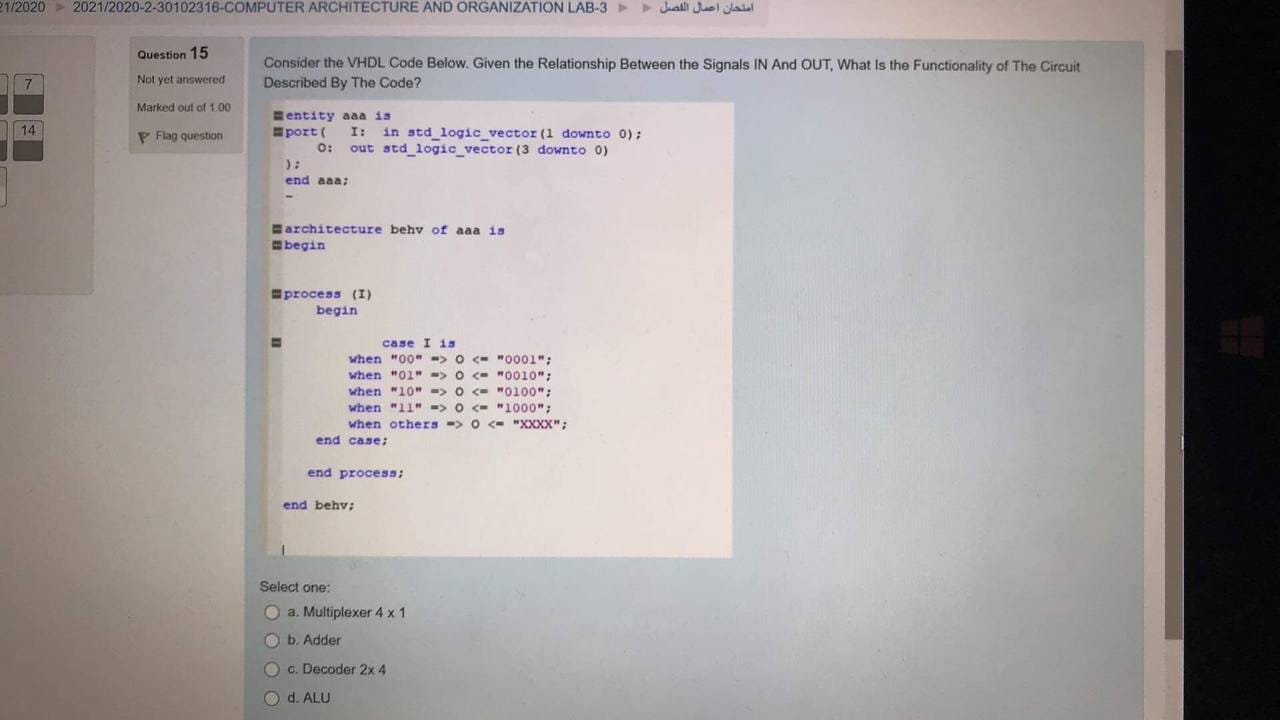 21/2020 ► 2021/2020-2-30102316-COMPUTER ARCHITECTURE AND ORGANIZATION LAB-3 ► ► امتحان اعمال الفصل
7
14
Question 15
Not yet answered
Marked out of 1.00
Flag question
Consider the VHDL Code Below. Given the Relationship Between the Signals IN And OUT, What Is the Functionality of The Circuit
Described By The Code?
entity aaa is
port( I: in std_logic_vector(1 downto 0);
O: out std_logic_vector(3 downto 0)
);
end aaa;
-
architecture behv of aaa is
begin
process (I)
begin
case I is
when "00" => O <= "0001";
when "01" => O <= "0010";
when "10" => O <= "0100";
when "11" => O <= "1000";
when others => O <= "XXXX";
end case;
end process;
end behv;
Select one:
a. Multiplexer 4 x 1
b. Adder
c. Decoder 2x 4
d. ALU